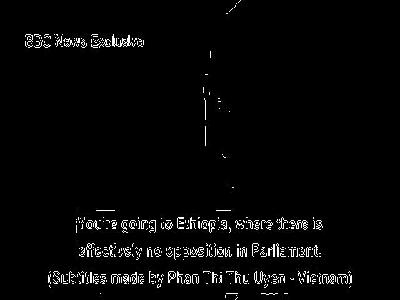 BBC News Exclusive
You're going to Ethiopia, where there is
effectively no opposition in Parliament.
(Subtitles made by Phan Thi Thu Uyen - Vietnam)